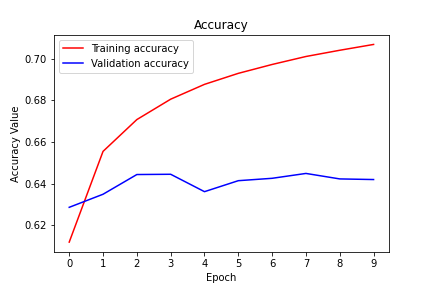 Accuracy
Training accuracy
Validation accuracy
Accuracy Value
0.70
0.68
0.66
0.64
0.62
0 1 2 3 4 5 6 7 8 9
Epoch